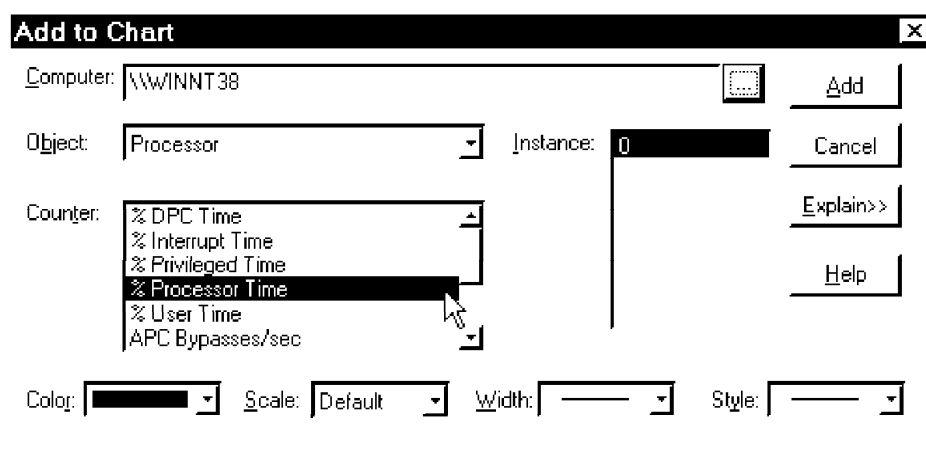 Add to Chart
Computer: \\WINNT38 ... Add
Object: Processor Instance: 0 Cancel
Counter: % DPC Time Explain>>
% Interrupt Time
% Privileged Time
% Processor Time Help
% User Time
APC Bypasses/sec
Color: Scale: Default Width: Style: